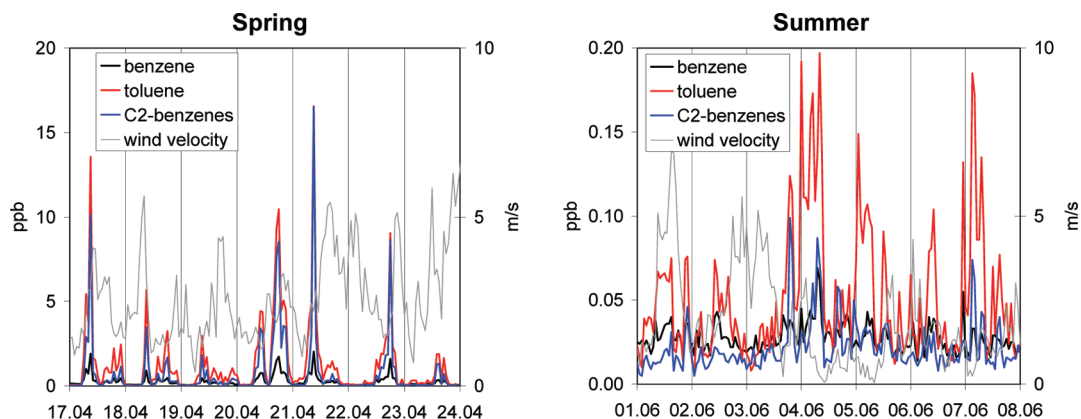 Spring
20
15
10
5
0
ppb
benzene
toluene
C2-benzenes
wind velocity
10
5
0
m/s
17.04 18.04 19.04 20.04 21.04 22.04 23.04 24.04
Summer
0.20
0.15
0.10
0.05
0.00
ppb
benzene
toluene
C2-benzenes
wind velocity
10
5
0
m/s
01.06 02.06 03.06 04.06 05.06 06.06 07.06 08.06